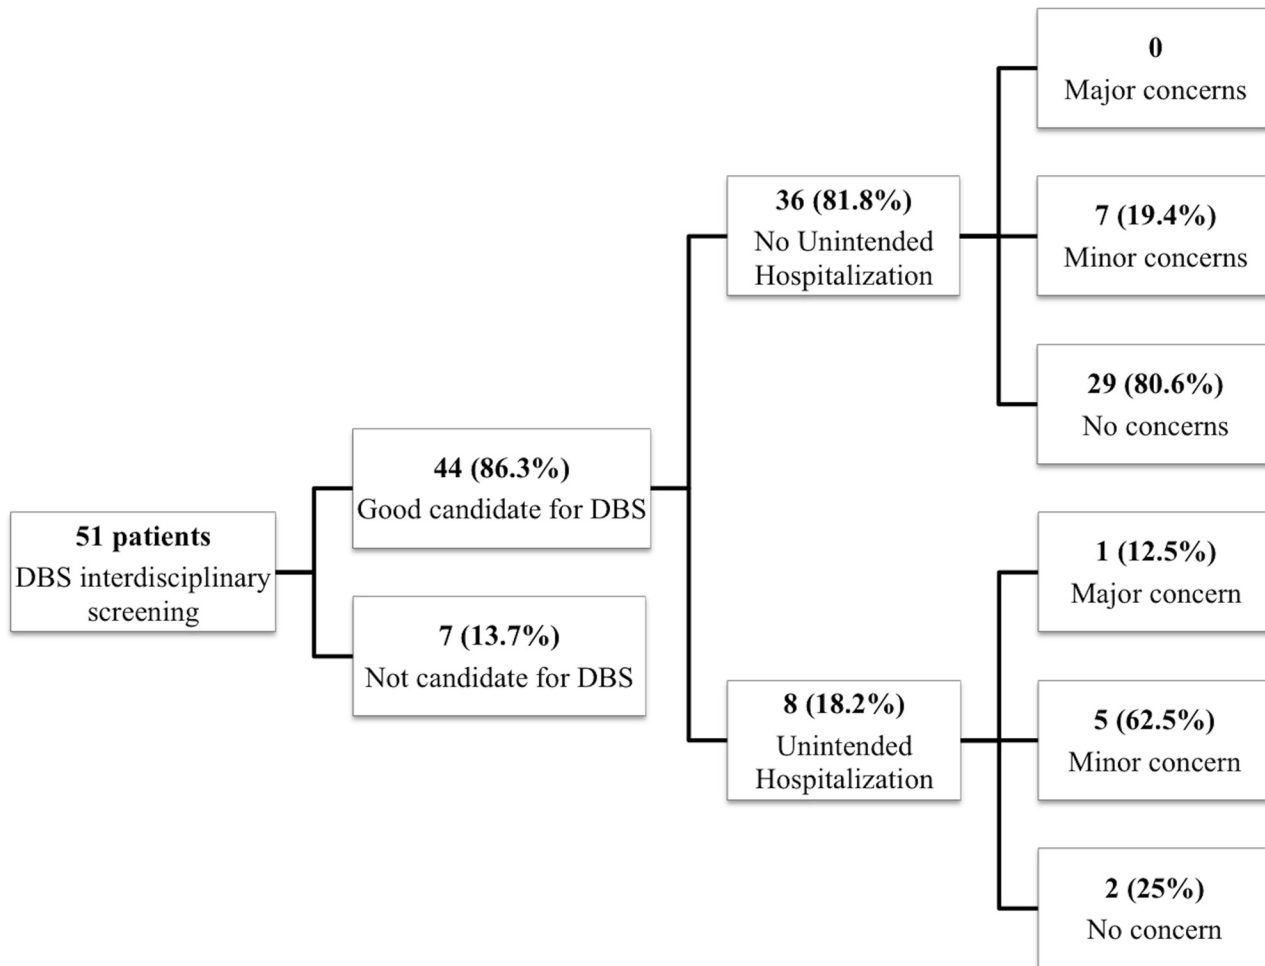 51 patients
DBS interdisciplinary
screening
44 (86.3%)
Good candidate for DBS
7 (13.7%)
Not candidate for DBS
36 (81.8%)
No Unintended
Hospitalization
8 (18.2%)
Unintended
Hospitalization
0
Major concerns
7 (19.4%)
Minor concerns
29 (80.6%)
No concerns
1 (12.5%)
Major concern
5 (62.5%)
Minor concern
2 (25%)
No concern